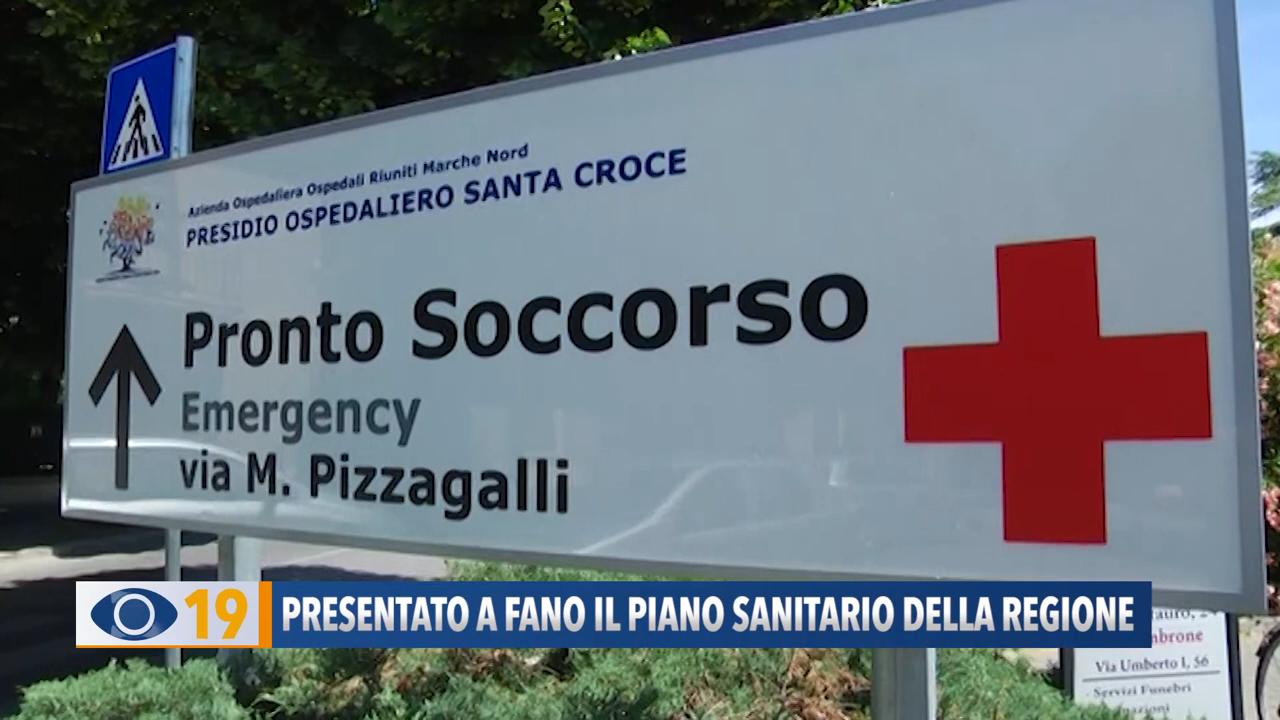 Azienda Ospedaliera Ospedali Riuniti Marche Nord
PRESIDIO OSPEDALIERO SANTA CROCE
Pronto Soccorso
Emergency
via M. Pizzagalli
19 PRESENTATO A FANO IL PIANO SANITARIO DELLA REGIONE
Via Umberto I, 56
Servizi Funebri